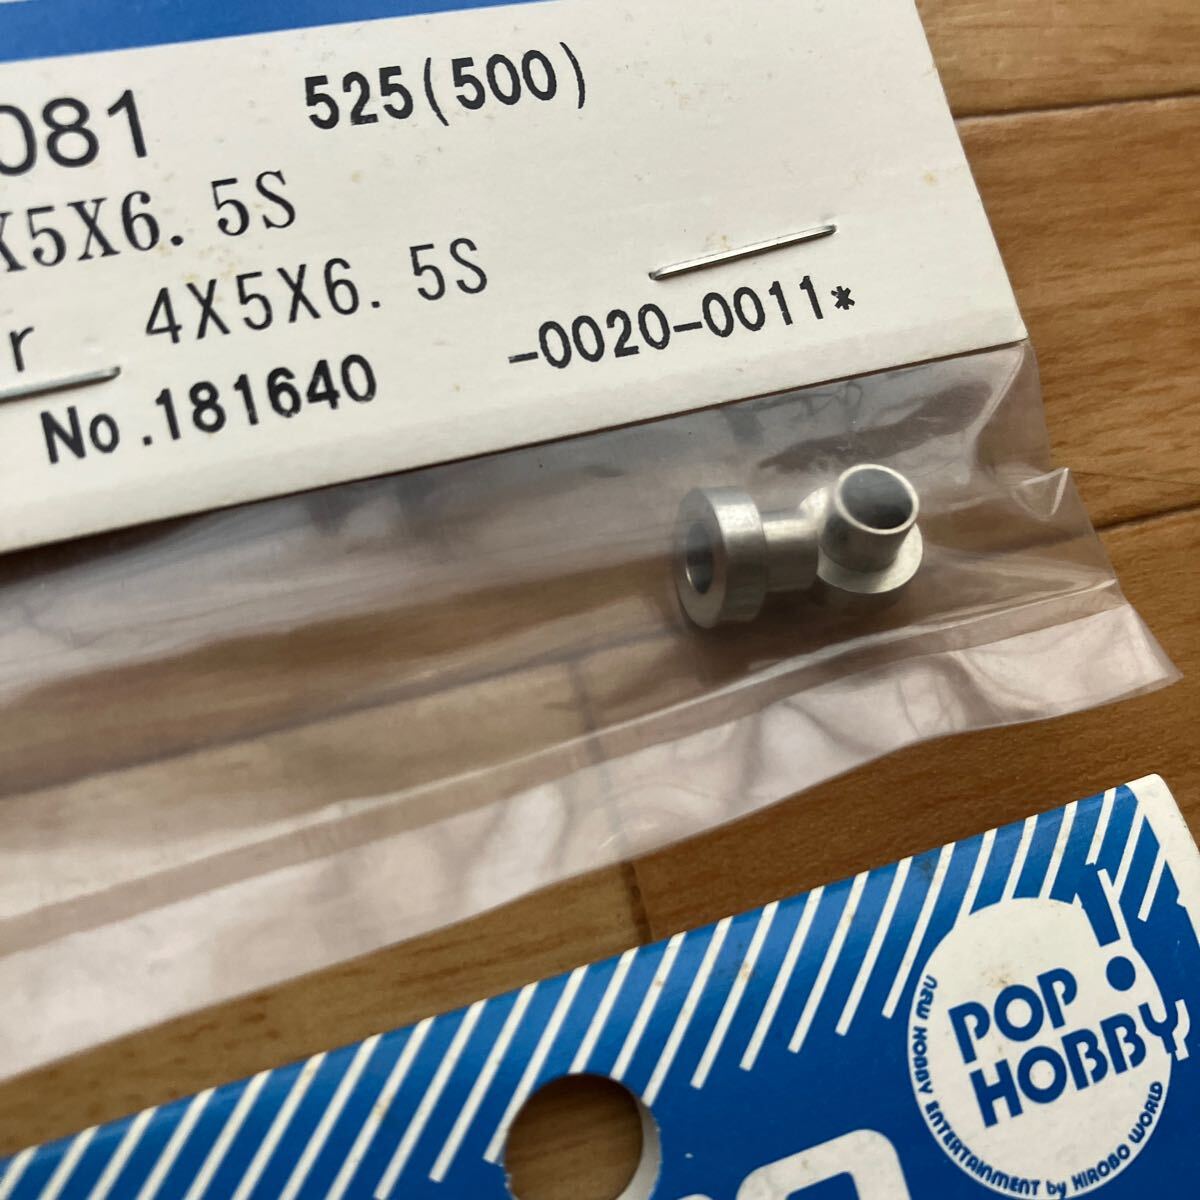 081 525(500)
X5X6.5S
r 4X5X6.5S
No.181640 -0020-0011*
POP HOBBY!
NEW HOBBY ENTERTAINMENT by HIROBO WORLD